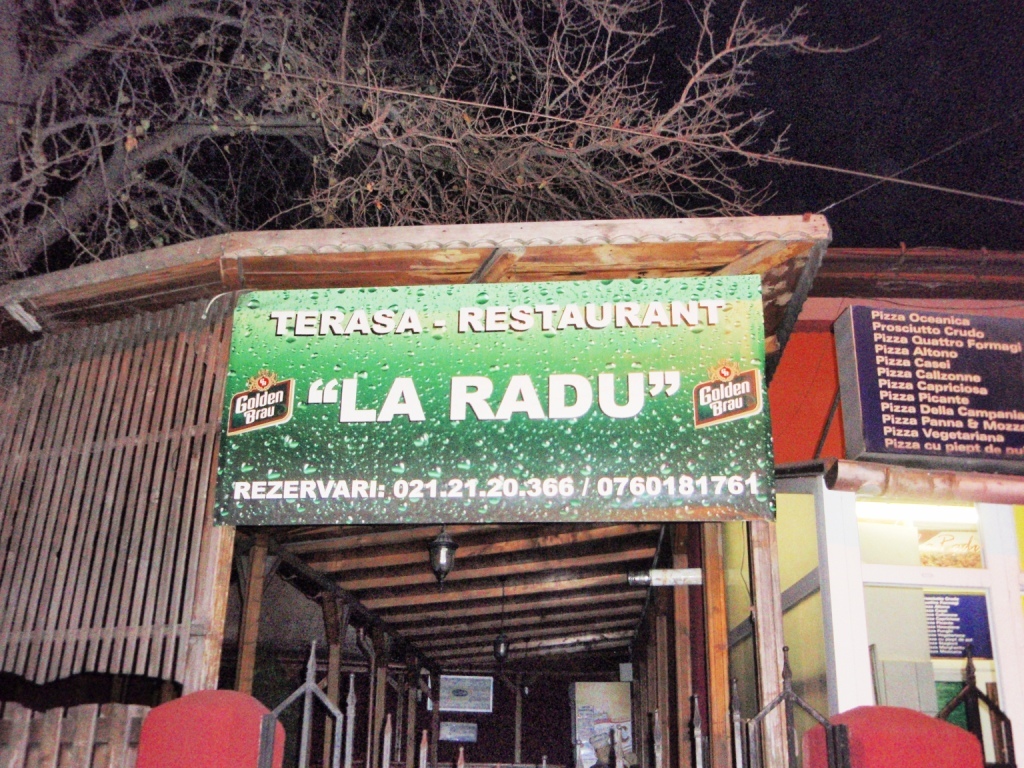 TERASA - RESTAURANT
"LA RADU"
Golden
Brau
Golden
Brau
REZERVARI: 021.21.20.366 / 0760181761
Pizza Oceanica
Prosciutto Crudo
Pizza Quattro Formagi
Pizza Altono
Pizza Casei
Pizza Calizonne
Pizza Capriciosa
Pizza Picante
Pizza Della Campania
Pizza Panna & Mozza
Pizza Vegetariana
Pizza cu piept de pui